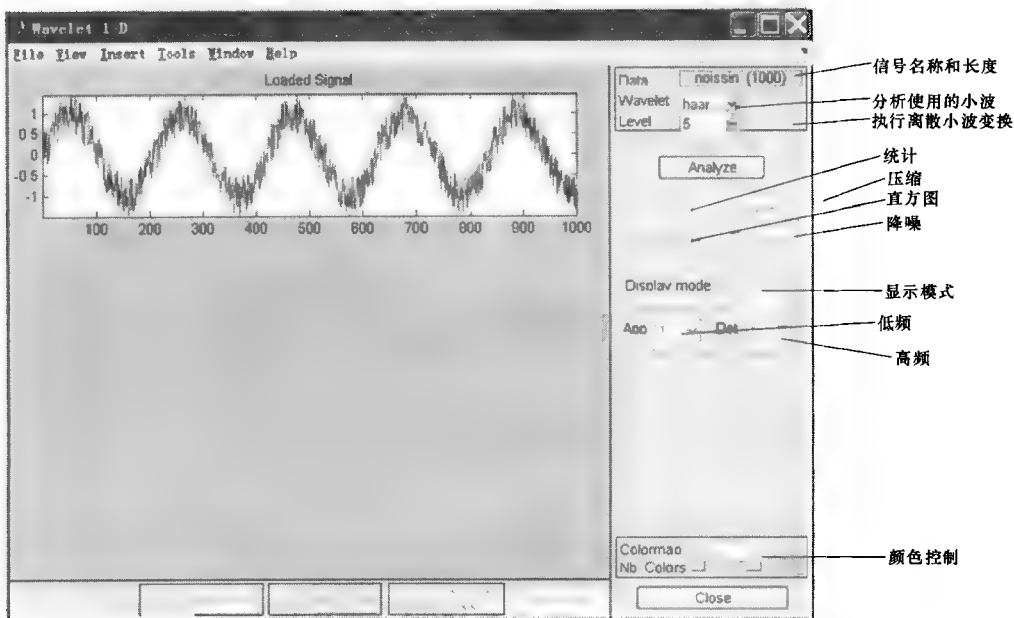 Wavelet 1-D
File View Insert Tools Window Help
Loaded Signal
1
0 5
0
-0 5
-1
100 200 300 400 500 600 700 800 900 1000
Data noissin (1000)
Wavelet haar
Level 5
Analyze
Display mode
App 1 Det
Colormap
Nb Colors
Close
信号名称和长度
分析使用的小波
执行离散小波变换
统计
压缩
直方图
降噪
显示模式
低频
高频
颜色控制